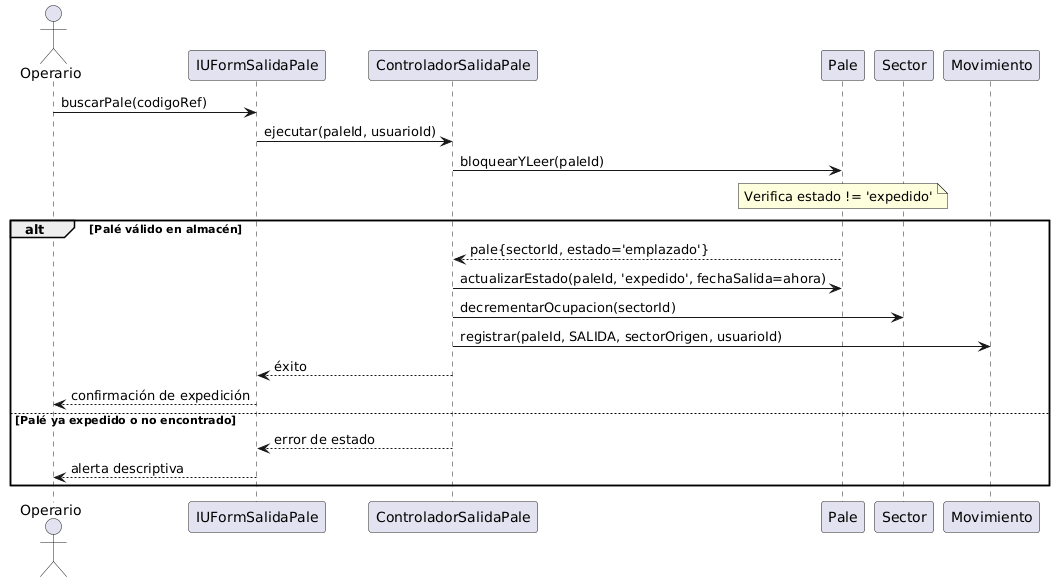 Operario
IUFormSalidaPale
ControladorSalidaPale
Pale
Sector
Movimiento
buscarPale(codigoRef)
ejecutar(paleId, usuarioId)
bloquearYLeer(paleId)
Verifica estado != 'expedido'
alt
[Palé válido en almacén]
pale{sectorId, estado='emplazado'}
actualizarEstado(paleId, 'expedido', fechaSalida=ahora)
decrementarOcupacion(sectorId)
registrar(paleId, SALIDA, sectorOrigen, usuarioId)
éxito
confirmación de expedición
[Palé ya expedido o no encontrado]
error de estado
alerta descriptiva
Operario
IUFormSalidaPale
ControladorSalidaPale
Pale
Sector
Movimiento